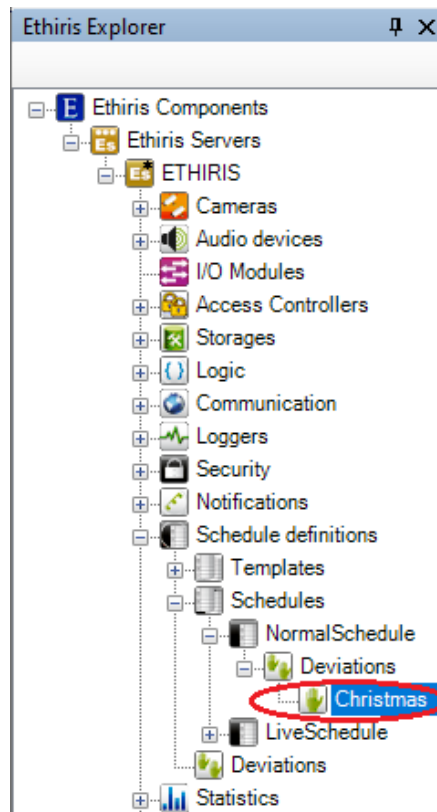 Ethiris Explorer
Ethiris Components
Ethiris Servers
ETHIRIS
Cameras
Audio devices
I/O Modules
Access Controllers
Storages
Logic
Communication
Loggers
Security
Notifications
Schedule definitions
Templates
Schedules
NormalSchedule
Deviations
Christmas
LiveSchedule
Deviations
Statistics